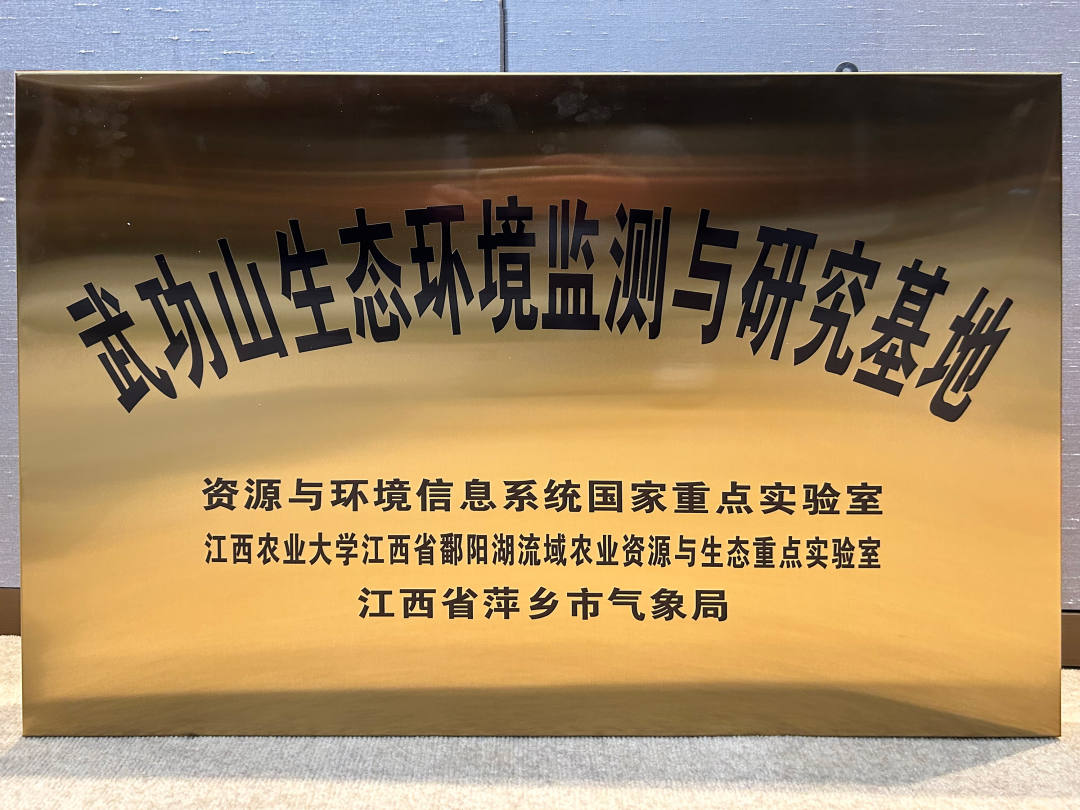 武功山生态环境监测与研究基地
资源与环境信息系统国家重点实验室
江西农业大学江西省鄱阳湖流域农业资源与生态重点实验室
江西省萍乡市气象局